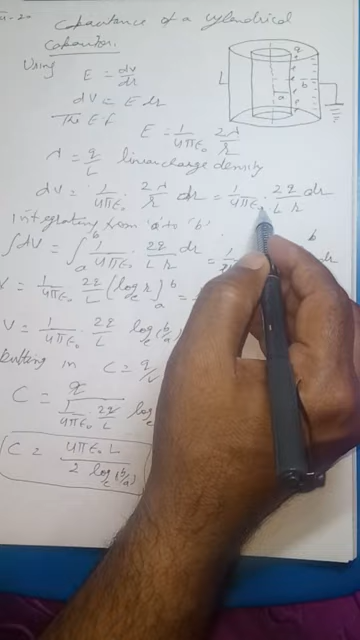 Capacitance of a cylindrical
Capacitor.
Using
E = dV/dr
dV = E dr
The E.f
E = 1/4πε₀ 2λ/r
λ = q/L linear charge density
dV = 1/4πε₀ · 2λ/r dr = 1/4πε₀ · 2q/L dr/r
Integrating from 'a' to 'b'
∫dV = ∫ₐᵇ 1/4πε₀ · 2q/L dr/r =
V = 1/4πε₀ · 2q/L (logₑ r)ₐᵇ =
V = 1/4πε₀ · 2q/L logₑ (b/a)
putting in C = q/V
C = q / 1/4πε₀ · 2q/L logₑ
C = 4πε₀ L / 2 logₑ (b/a)
L
q
a
b